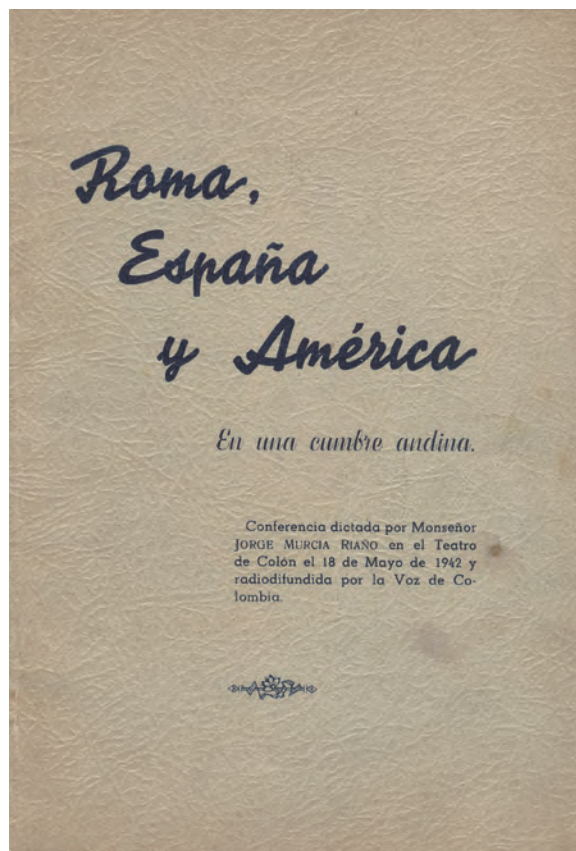 Roma,
España
y América
En una cumbre andina.
Conferencia dictada por Monseñor
JORGE MURCIA RIAÑO en el Teatro
de Colón el 18 de Mayo de 1942 y
radiodifundida por la Voz de Co-
lombia.